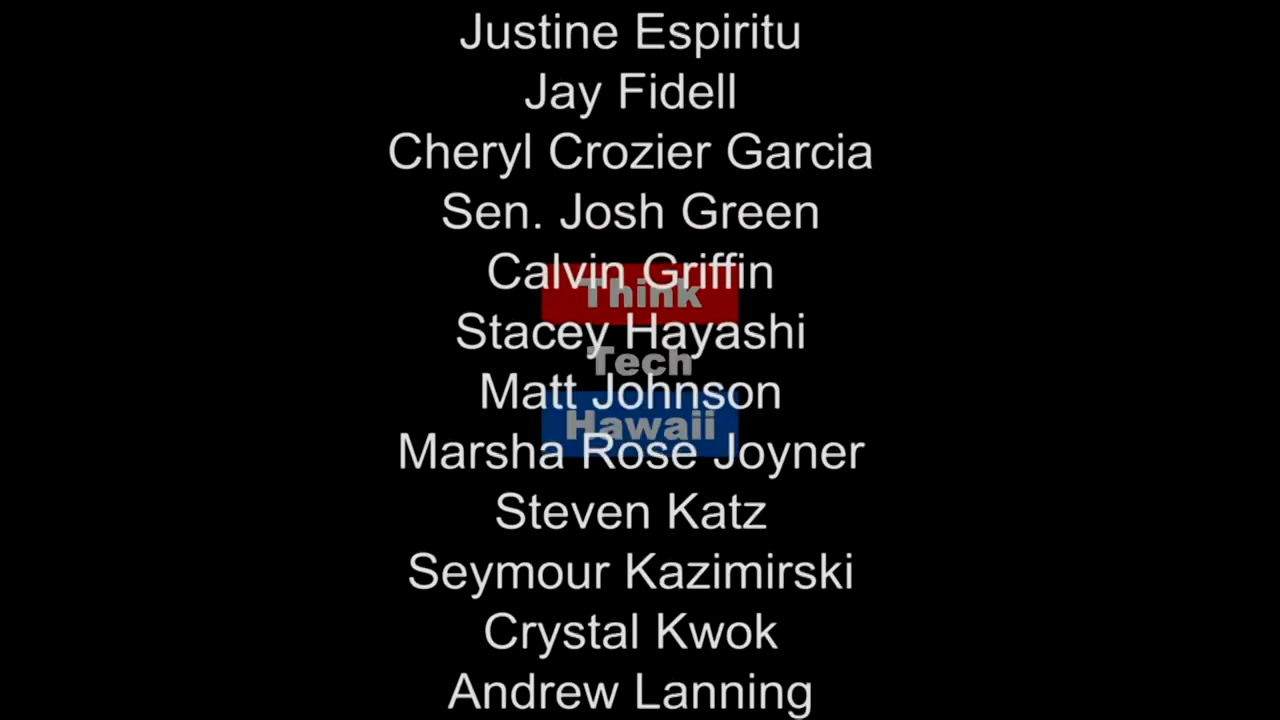 Justine Espiritu
Jay Fidell
Cheryl Crozier Garcia
Sen. Josh Green
Calvin Griffin
Think
Stacey Hayashi
Tech
Matt Johnson
Hawaii
Marsha Rose Joyner
Steven Katz
Seymour Kazimirski
Crystal Kwok
Andrew Lanning